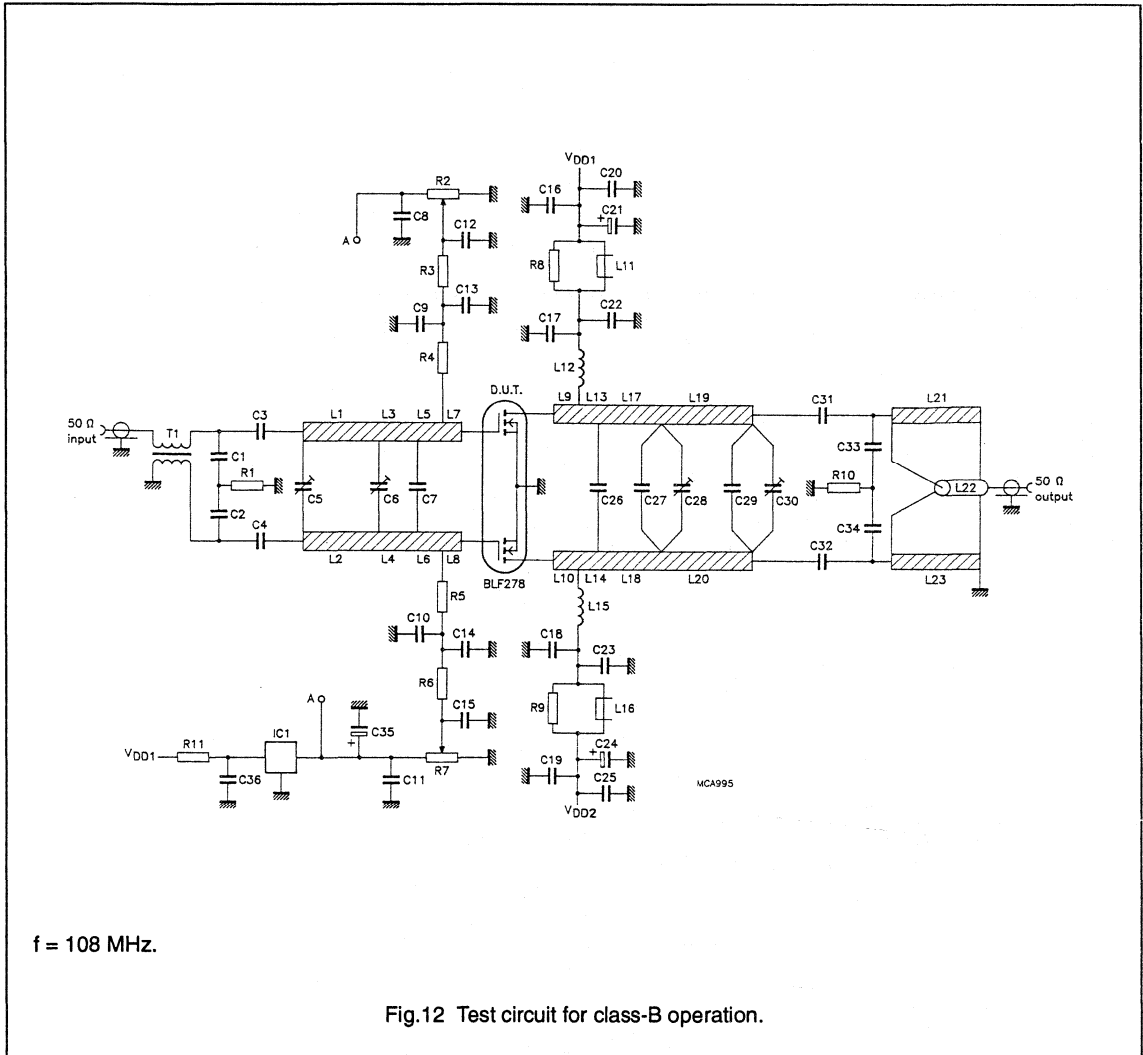 VDD1
R2
C16
C20
C21
+
C8
A
C12
R3
R8
L11
C13
C9
C22
C17
R4
L12
D.U.T.
L1 L3 L5 L7
L9 L13 L17 L19
C31
L21
50 Ω
input
T1
C3
C1
C33
R1
C5
C6
C7
C26
C27
C28
C29
C30
R10
L22
50 Ω
output
C2
C4
C34
C32
L2 L4 L6 L8
BLF278
L10 L14 L18 L20
L23
R5
L15
C10
C14
C18
C23
R6
R9
L16
A
C15
C35
+
IC1
VDD1
R11
R7
C24
+
C19
C36
C11
C25
VDD2
MCA995
f = 108 MHz.
Fig.12 Test circuit for class-B operation.